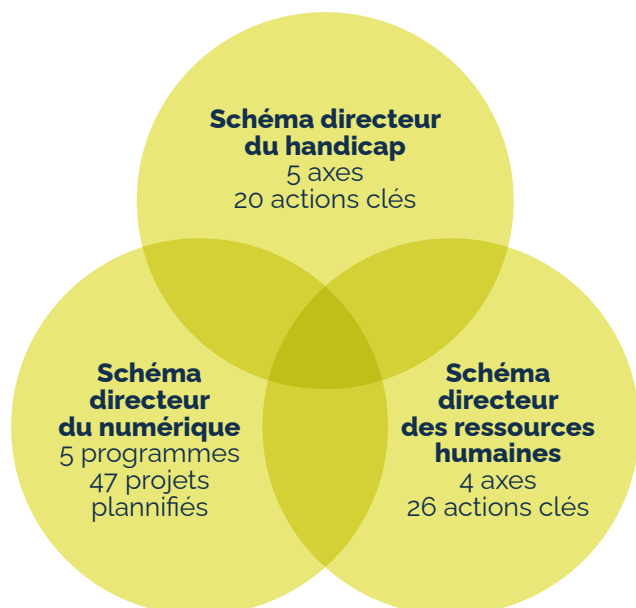 Schéma directeur
du handicap
5 axes
20 actions clés
Schéma
directeur
du numérique
5 programmes
47 projets
plannifiés
Schéma
directeur
des ressources
humaines
4 axes
26 actions clés